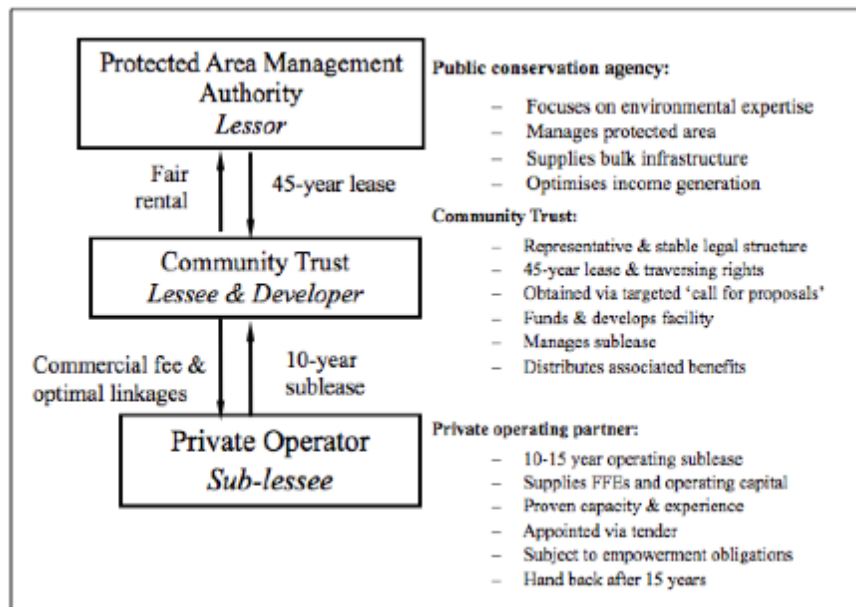 Protected Area Management
Authority
Lessor
Fair
rental
45-year lease
Community Trust
Lessee & Developer
Commercial fee &
optimal linkages
10-year
sublease
Private Operator
Sub-lessee
Public conservation agency:
– Focuses on environmental expertise
– Manages protected area
– Supplies bulk infrastructure
– Optimises income generation
Community Trust:
– Representative & stable legal structure
– 45-year lease & traversing rights
– Obtained via targeted ‘call for proposals’
– Funds & develops facility
– Manages sublease
– Distributes associated benefits
Private operating partner:
– 10-15 year operating sublease
– Supplies FFEs and operating capital
– Proven capacity & experience
– Appointed via tender
– Subject to empowerment obligations
– Hand back after 15 years